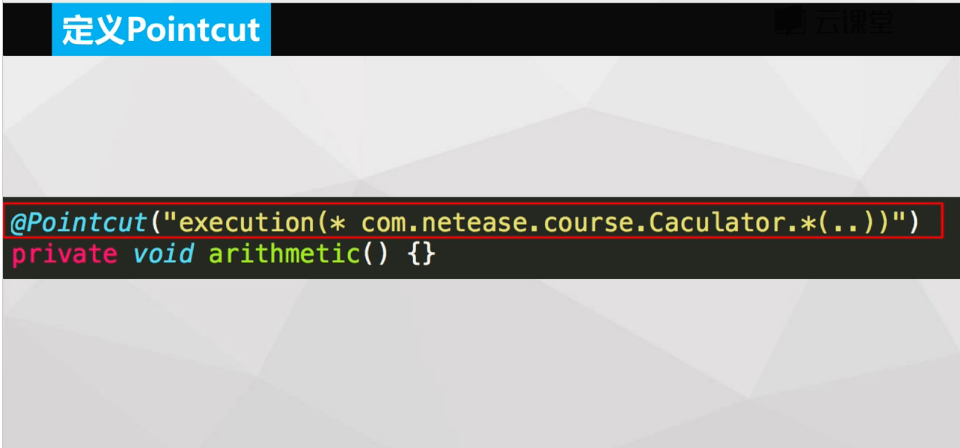 定义Pointcut
云课堂
@Pointcut("execution(* com.netease.course.Caculator.*(..))")
private void arithmetic() {}